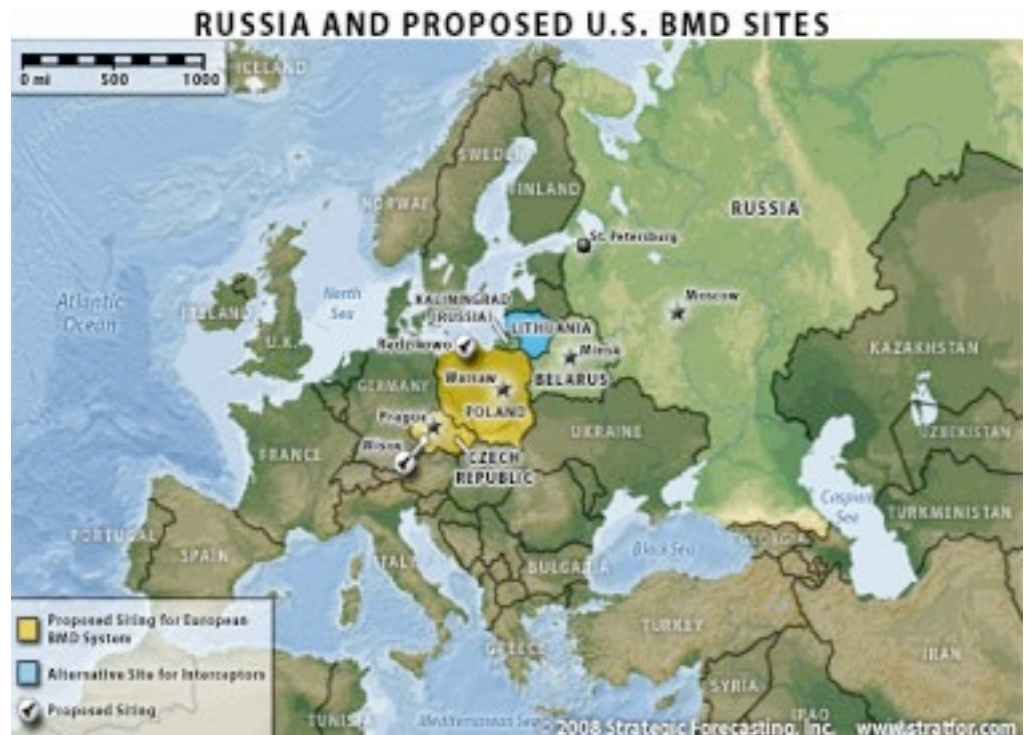 RUSSIA AND PROPOSED U.S. BMD SITES
0 mi 500 1000
ICELAND
SWEDEN
FINLAND
NORWAY
RUSSIA
St. Petersburg
Atlantic
Ocean
North
Sea
KALININGRAD
(RUSSIA)
Moscow
IRELAND
U.K.
LITHUANIA
Radzikowo
Minsk
KAZAKHSTAN
GERMANY
Warsaw
BELARUS
POLAND
Prague
UKRAINE
UZBEKISTAN
FRANCE
CZECH
REPUBLIC
Caspian
Sea
TURKMENISTAN
PORTUGAL
SPAIN
ITALY
Black Sea
GEORGIA
BULGARIA
Proposed Siting for European
BMD System
TURKEY
GREECE
IRAN
Alternative Site for Interceptors
SYRIA
Proposed Siting
TUNISIA
Mediterranean Sea
IRAQ
© 2008 Strategic Forecasting, Inc. www.stratfor.com